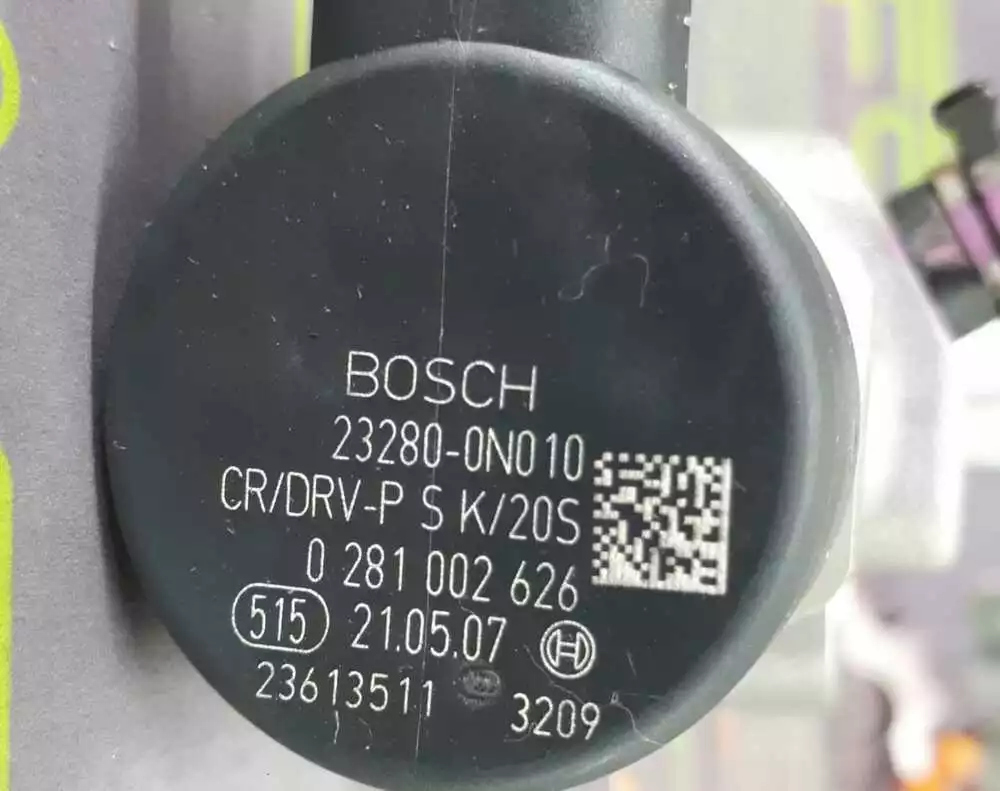 BOSCH
23280-0N010
CR/DRV-P S K/20S
0 281 002 626
515 21.05.07 H
23613511 3209